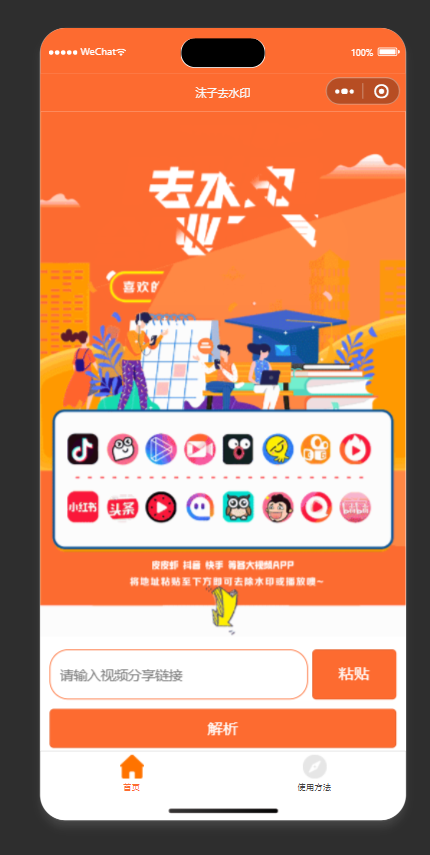 WeChat
100%
沫子去水印
去水印
喜欢的
小红书
头条
皮皮虾 抖音 快手 等各大视频APP
将地址粘贴至下方即可去除水印或播放喔~
请输入视频分享链接
粘贴
解析
首页
使用方法